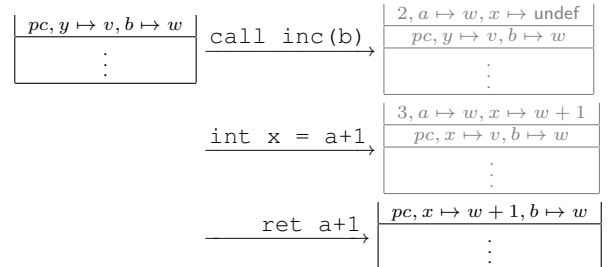 pc, y ↦ v, b ↦ w
⋮
call inc(b)
2, a ↦ w, x ↦ undef
pc, y ↦ v, b ↦ w
⋮
int x = a+1
3, a ↦ w, x ↦ w + 1
pc, x ↦ v, b ↦ w
⋮
ret a+1
pc, x ↦ w + 1, b ↦ w
⋮